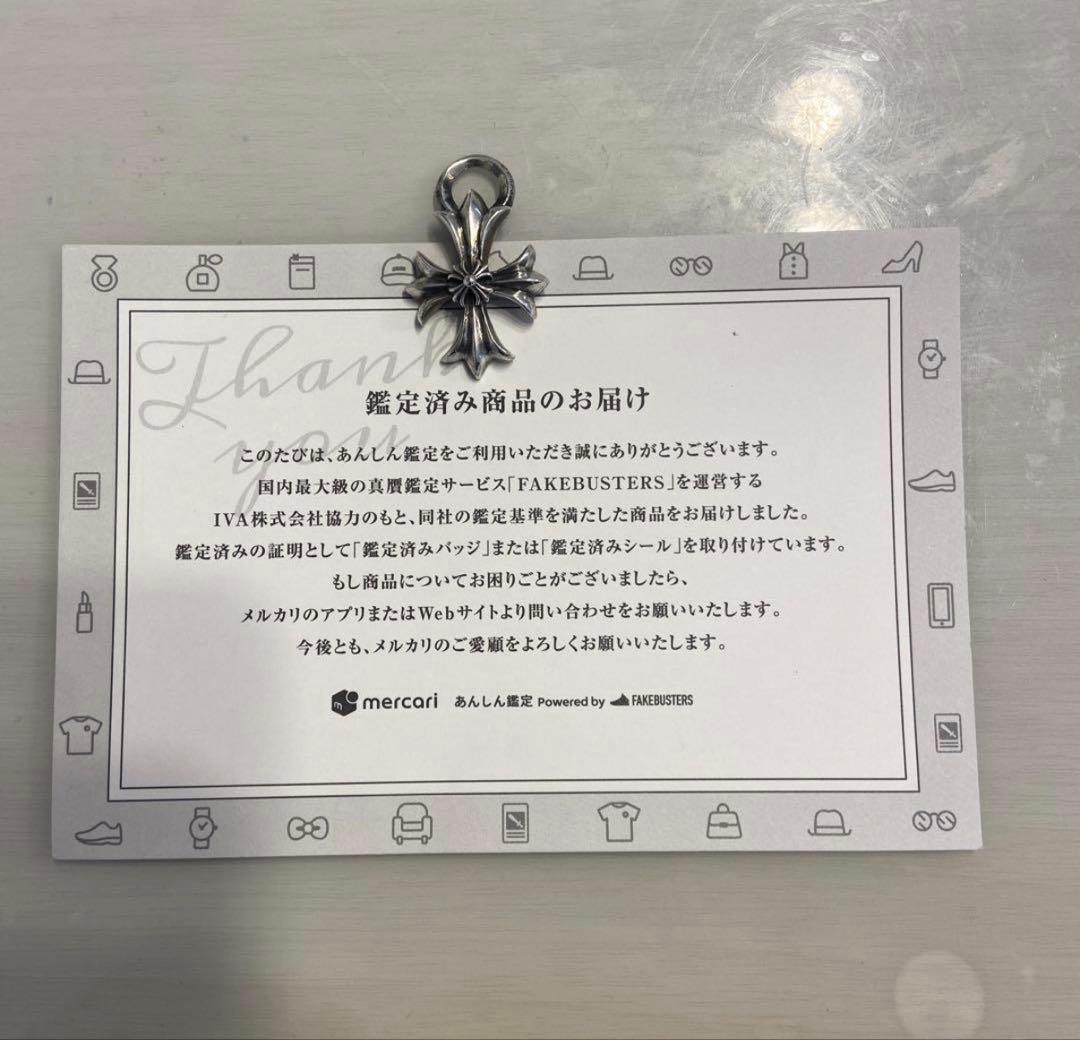 Thank
you
鑑定済み商品のお届け
このたびは、あんしん鑑定をご利用いただき誠にありがとうございます。
国内最大級の真贋鑑定サービス「FAKEBUSTERS」を運営する
IVA株式会社協力のもと、同社の鑑定基準を満たした商品をお届けしました。
鑑定済みの証明として「鑑定済みバッジ」または「鑑定済みシール」を取り付けています。
もし商品についてお困りごとがございましたら、
メルカリのアプリまたはWebサイトより問い合わせをお願いいたします。
今後とも、メルカリのご愛顧をよろしくお願いいたします。
mercari あんしん鑑定 Powered by FAKEBUSTERS